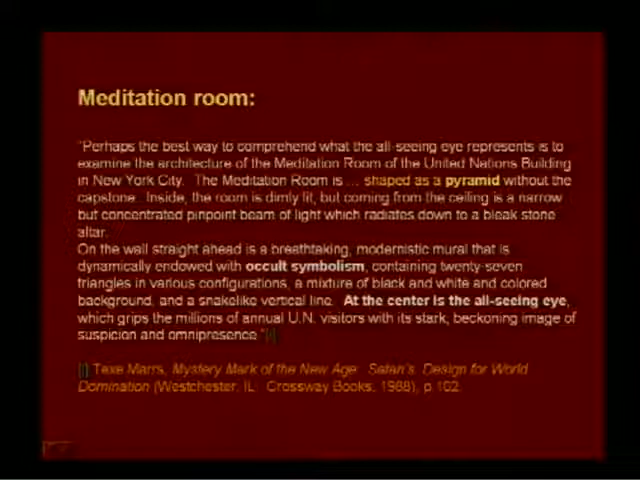 Meditation room:
"Perhaps the best way to comprehend what the all-seeing eye represents is to
examine the architecture of the Meditation Room of the United Nations Building
in New York City. The Meditation Room is ... shaped as a pyramid without the
capstone. Inside, the room is dimly lit, but coming from the ceiling is a narrow
but concentrated pinpoint beam of light which radiates down to a bleak stone
altar.
On the wall straight ahead is a breathtaking, modernistic mural that is
dynamically endowed with occult symbolism, containing twenty-seven
triangles in various configurations, a mixture of black and white and colored
background, and a snakelike vertical line. At the center is the all-seeing eye,
which grips the millions of annual U.N. visitors with its stark, beckoning image of
suspicion and omnipresence."[i]
[i] Texe Marrs, Mystery Mark of the New Age: Satan's Design for World
Domination (Westchester, IL: Crossway Books, 1988), p 102.